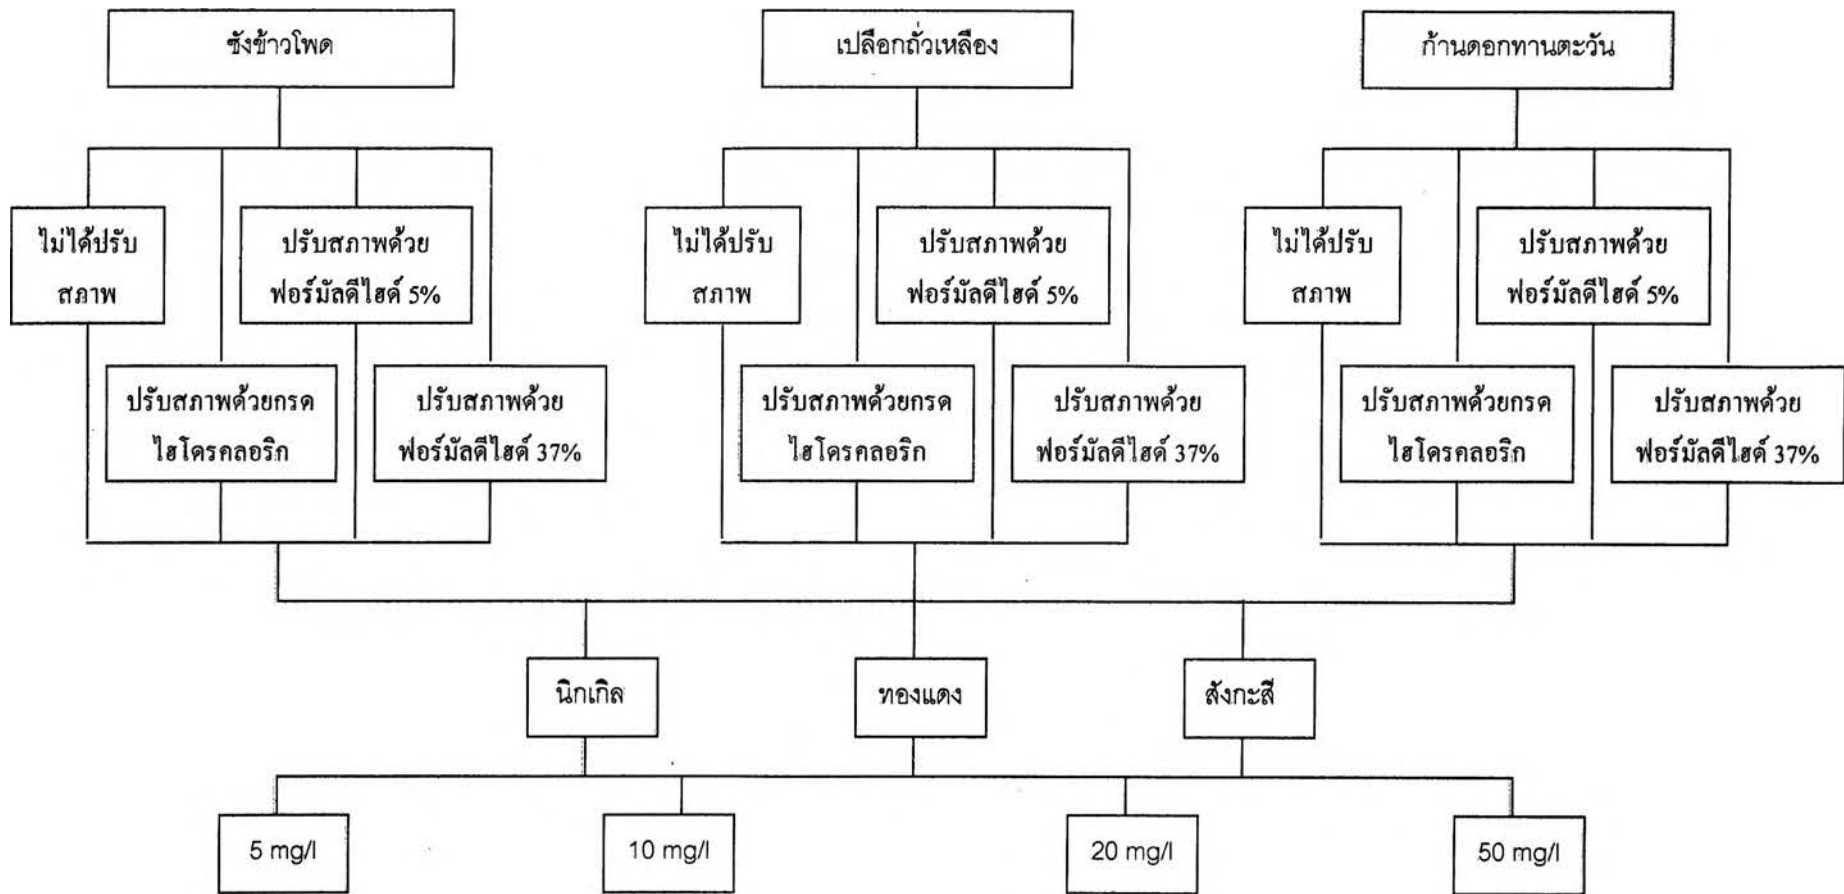 ซังข้าวโพด
เปลือกถั่วเหลือง
ก้านดอกทานตะวัน
ไม่ได้ปรับ
สภาพ
ปรับสภาพด้วย
ฟอร์มัลดีไฮด์ 5%
ไม่ได้ปรับ
สภาพ
ปรับสภาพด้วย
ฟอร์มัลดีไฮด์ 5%
ไม่ได้ปรับ
สภาพ
ปรับสภาพด้วย
ฟอร์มัลดีไฮด์ 5%
ปรับสภาพด้วยกรด
ไฮโดรคลอริก
ปรับสภาพด้วย
ฟอร์มัลดีไฮด์ 37%
ปรับสภาพด้วยกรด
ไฮโดรคลอริก
ปรับสภาพด้วย
ฟอร์มัลดีไฮด์ 37%
ปรับสภาพด้วยกรด
ไฮโดรคลอริก
ปรับสภาพด้วย
ฟอร์มัลดีไฮด์ 37%
นิกเกิล
ทองแดง
สังกะสี
5 mg/l
10 mg/l
20 mg/l
50 mg/l